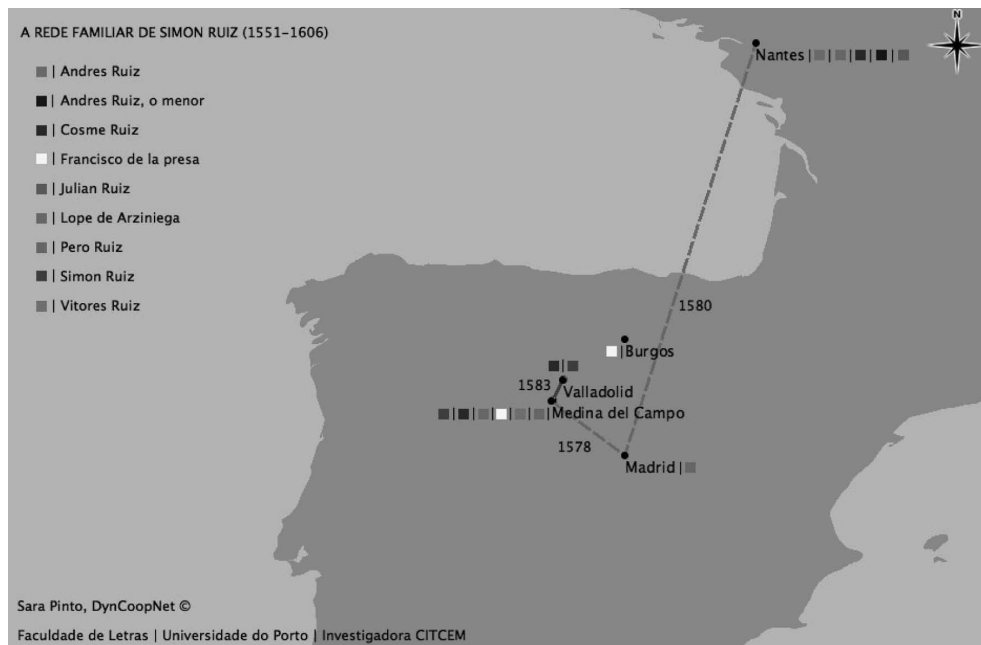 A REDE FAMILIAR DE SIMON RUIZ (1551-1606)
N
| Andres Ruiz
| Andres Ruiz, o menor
| Cosme Ruiz
| Francisco de la presa
| Julian Ruiz
| Lope de Arziniega
| Pero Ruiz
| Simon Ruiz
| Vitores Ruiz
Nantes | | | | |
1580
|Burgos
|
1583
Valladolid
| | | | | |Medina del Campo
1578
Madrid |
Sara Pinto, DynCoopNet ©
Faculdade de Letras | Universidade do Porto | Investigadora CITCEM